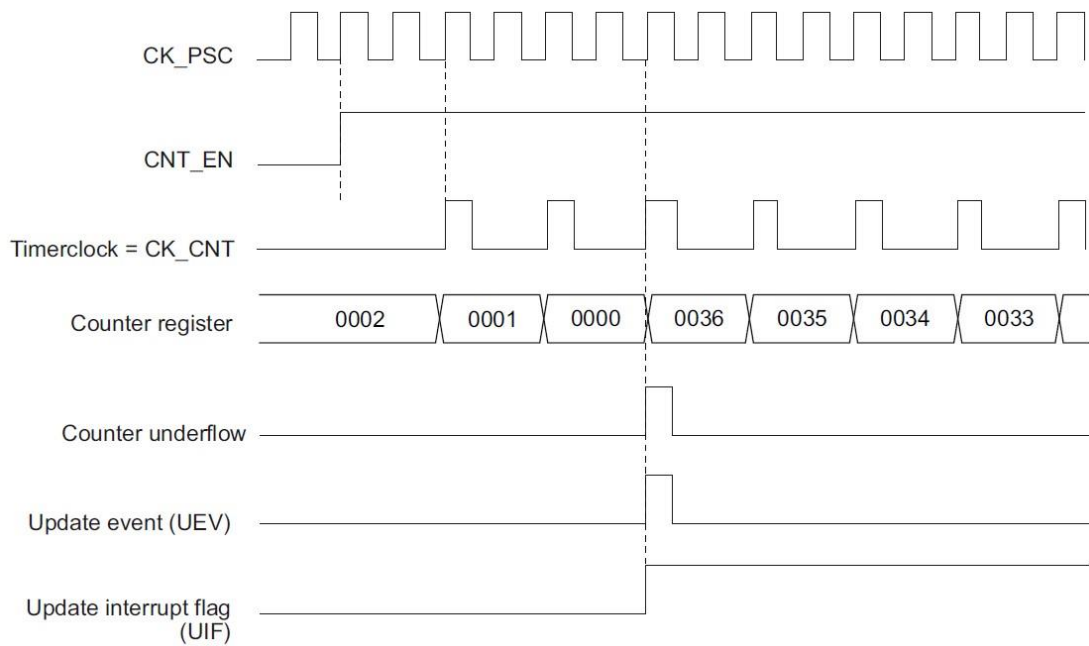 CK_PSC
CNT_EN
Timerclock = CK_CNT
Counter register 0002 0001 0000 0036 0035 0034 0033
Counter underflow
Update event (UEV)
Update interrupt flag
(UIF)